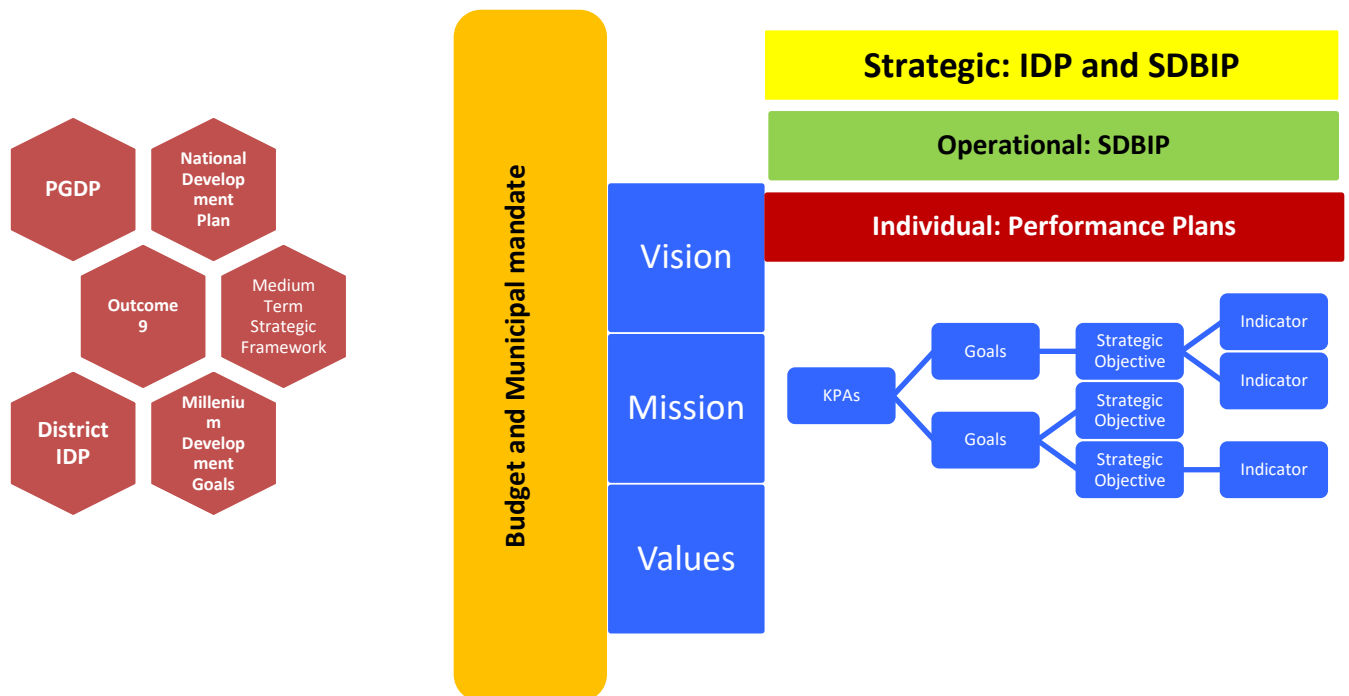 PGDP
National
Develop
ment
Plan
Outcome
9
Medium
Term
Strategic
Framework
District
IDP
Milleniu
m
Develop
ment
Goals
Budget and Municipal mandate
Vision
Mission
Values
Strategic: IDP and SDBIP
Operational: SDBIP
Individual: Performance Plans
KPAs
Goals
Strategic
Objective
Indicator
Indicator
Goals
Strategic
Objective
Strategic
Objective
Indicator